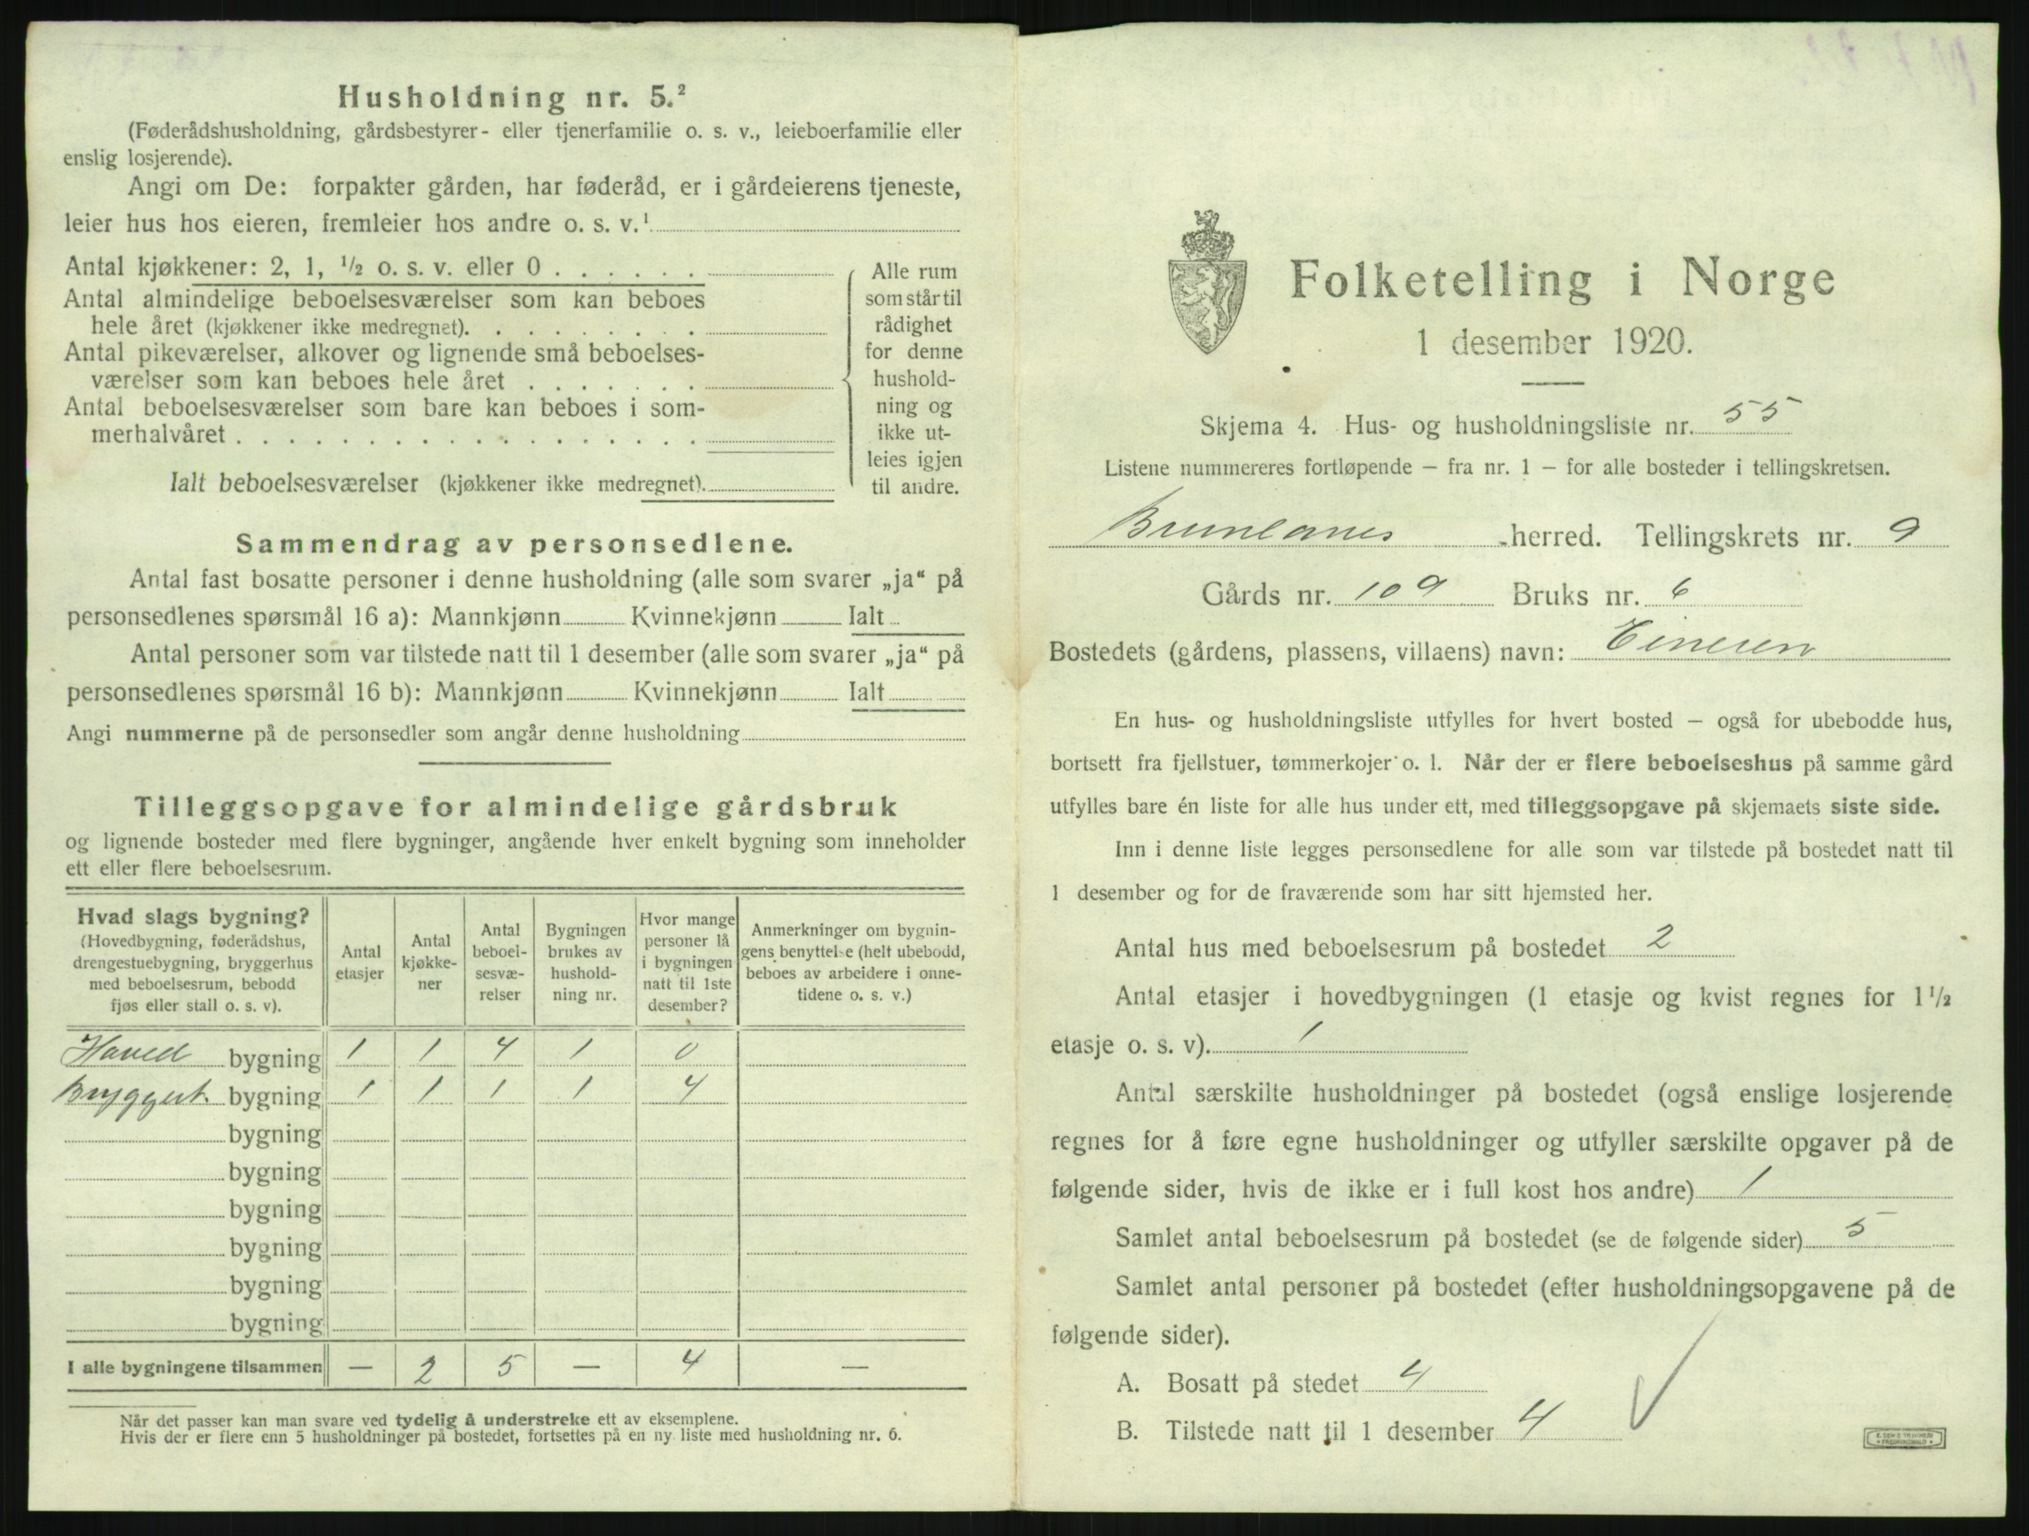 Husholdning nr. 5.²
(Føderådshusholdning, gårdsbestyrer- eller tjenerfamilie o. s. v., leieboerfamilie eller
enslig losjerende).
Angi om De: forpakter gården, har føderåd, er i gårdeierens tjeneste,
leier hus hos eieren, fremleier hos andre o. s. v.¹
Antal kjøkkener: 2, 1, ½ o. s. v. eller 0 . . . . . .
Antal almindelige beboelsesværelser som kan beboes
hele året (kjøkkener ikke medregnet). . . . . . . . .
Antal pikeværelser, alkover og lignende små beboelses-
værelser som kan beboes hele året . . . . . . .
Antal beboelsesværelser som bare kan beboes i som-
merhalvåret . . . . . . . . . . . . . . . . . .
Ialt beboelsesværelser (kjøkkener ikke medregnet).
Alle rum
som står til
rådighet
for denne
hushold-
ning og
ikke ut-
leies igjen
til andre.
Sammendrag av personsedlene.
Antal fast bosatte personer i denne husholdning (alle som svarer „ja“ på
personsedlenes spørsmål 16 a): Mannkjønn Kvinnekjønn Ialt
Antal personer som var tilstede natt til 1 desember (alle som svarer „ja“ på
personsedlenes spørsmål 16 b): Mannkjønn Kvinnekjønn Ialt
Angi nummerne på de personsedler som angår denne husholdning
Tilleggsopgave for almindelige gårdsbruk
og lignende bosteder med flere bygninger, angående hver enkelt bygning som inneholder
ett eller flere beboelsesrum.
Hvad slags bygning?
(Hovedbygning, føderådshus,
drengestuebygning, bryggerhus
med beboelsesrum, bebodd
fjøs eller stall o. s. v).
Antal
etasjer
Antal
kjøkke-
ner
Antal
beboel-
sesvæ-
relser
Bygningen
brukes av
hushold-
ning nr.
Hvor mange
personer lå
i bygningen
natt til 1ste
desember?
Anmerkninger om bygnin-
gens benyttelse (helt ubebodd,
beboes av arbeidere i onne-
tidene o. s. v.)
Hoved bygning 1 1 4 1 0
Bryggerh. bygning 1 1 1 1 4
bygning
bygning
bygning
bygning
bygning
bygning
I alle bygningene tilsammen — 2 5 — 4 —
Når det passer kan man svare ved tydelig å understreke ett av eksemplene.
Hvis der er flere enn 5 husholdninger på bostedet, fortsettes på en ny liste med husholdning nr. 6.
Folketelling i Norge
1 desember 1920.
Skjema 4. Hus- og husholdningsliste nr. 55
Listene nummereres fortløpende – fra nr. 1 – for alle bosteder i tellingskretsen.
Brunlanes -herred. Tellingskrets nr. 9
Gårds nr. 109 Bruks nr. 6
Bostedets (gårdens, plassens, villaens) navn:
En hus- og husholdningsliste utfylles for hvert bosted – også for ubebodde hus,
bortsett fra fjellstuer, tømmerkojer o. l. Når der er flere beboelseshus på samme gård
utfylles bare én liste for alle hus under ett, med tilleggsopgave på skjemaets siste side.
Inn i denne liste legges personsedlene for alle som var tilstede på bostedet natt til
1 desember og for de fraværende som har sitt hjemsted her.
Antal hus med beboelsesrum på bostedet 2
Antal etasjer i hovedbygningen (1 etasje og kvist regnes for 1½
etasje o. s. v). 1
Antal særskilte husholdninger på bostedet (også enslige losjerende
regnes for å føre egne husholdninger og utfyller særskilte opgaver på de
følgende sider, hvis de ikke er i full kost hos andre) 1
Samlet antal beboelsesrum på bostedet (se de følgende sider) 5
Samlet antal personer på bostedet (efter husholdningsopgavene på de
følgende sider).
A. Bosatt på stedet 4
B. Tilstede natt til 1 desember 4